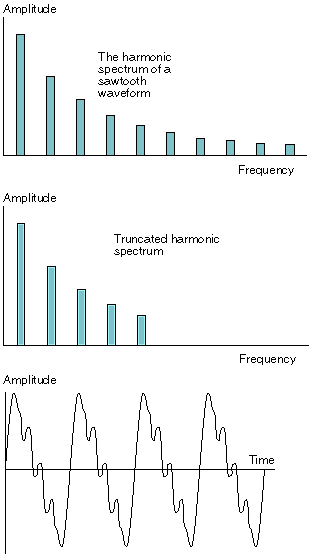 Amplitude
The harmonic
spectrum of a
sawtooth
waveform
Frequency
Amplitude
Truncated harmonic
spectrum
Frequency
Amplitude
Time